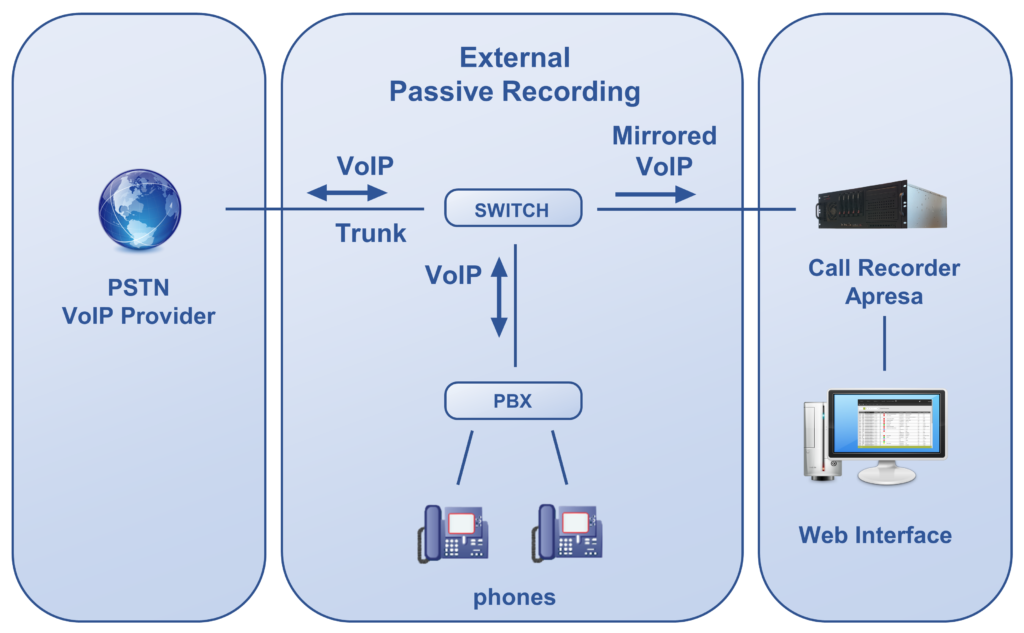 External
Passive Recording
PSTN
VoIP Provider
VoIP
Trunk
SWITCH
Mirrored
VoIP
VoIP
PBX
phones
Call Recorder
Apresa
Web Interface